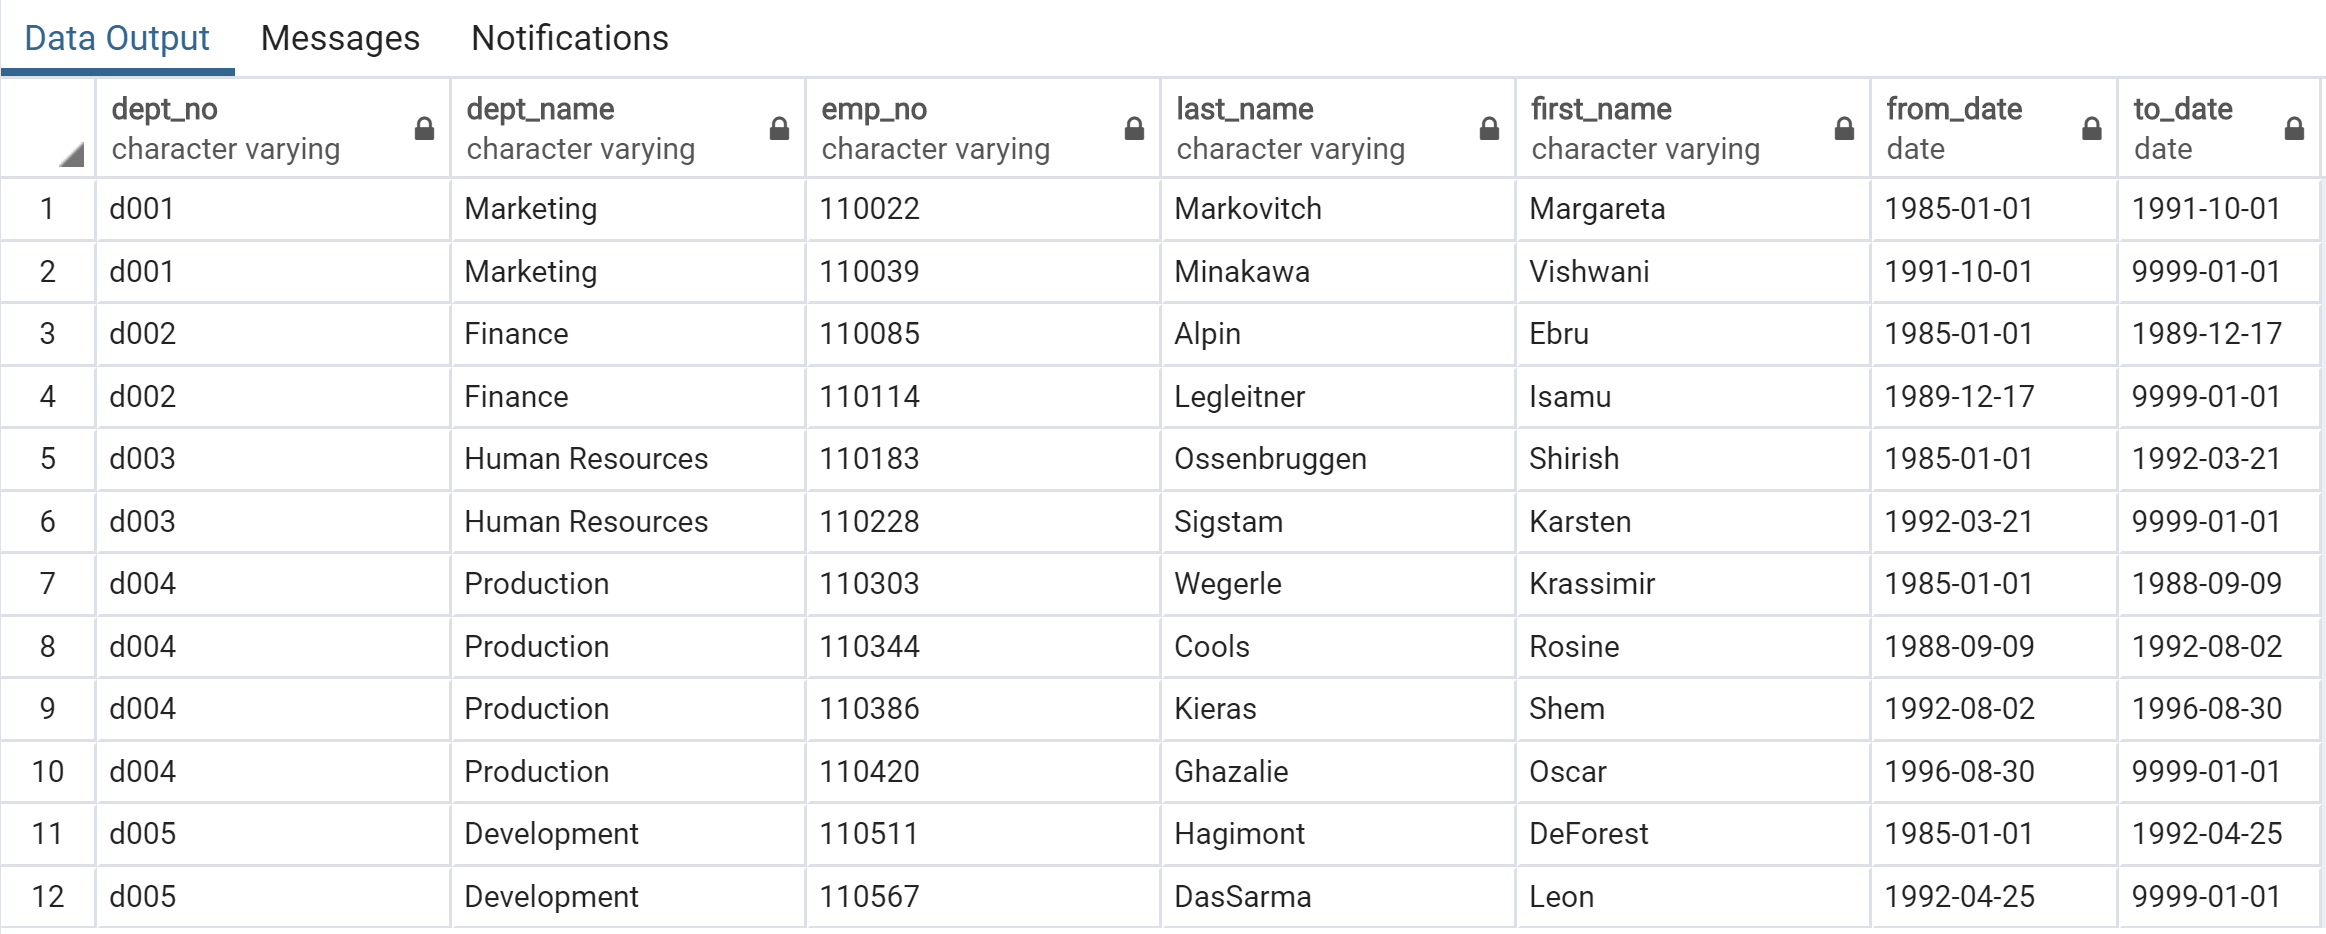 Data Output Messages Notifications
dept_no dept_name emp_no last_name first_name from_date to_date
character varying character varying character varying character varying character varying date date
1 d001 Marketing 110022 Markovitch Margareta 1985-01-01 1991-10-01
2 d001 Marketing 110039 Minakawa Vishwani 1991-10-01 9999-01-01
3 d002 Finance 110085 Alpin Ebru 1985-01-01 1989-12-17
4 d002 Finance 110114 Legleitner Isamu 1989-12-17 9999-01-01
5 d003 Human Resources 110183 Ossenbruggen Shirish 1985-01-01 1992-03-21
6 d003 Human Resources 110228 Sigstam Karsten 1992-03-21 9999-01-01
7 d004 Production 110303 Wegerle Krassimir 1985-01-01 1988-09-09
8 d004 Production 110344 Cools Rosine 1988-09-09 1992-08-02
9 d004 Production 110386 Kieras Shem 1992-08-02 1996-08-30
10 d004 Production 110420 Ghazalie Oscar 1996-08-30 9999-01-01
11 d005 Development 110511 Hagimont DeForest 1985-01-01 1992-04-25
12 d005 Development 110567 DasSarma Leon 1992-04-25 9999-01-01